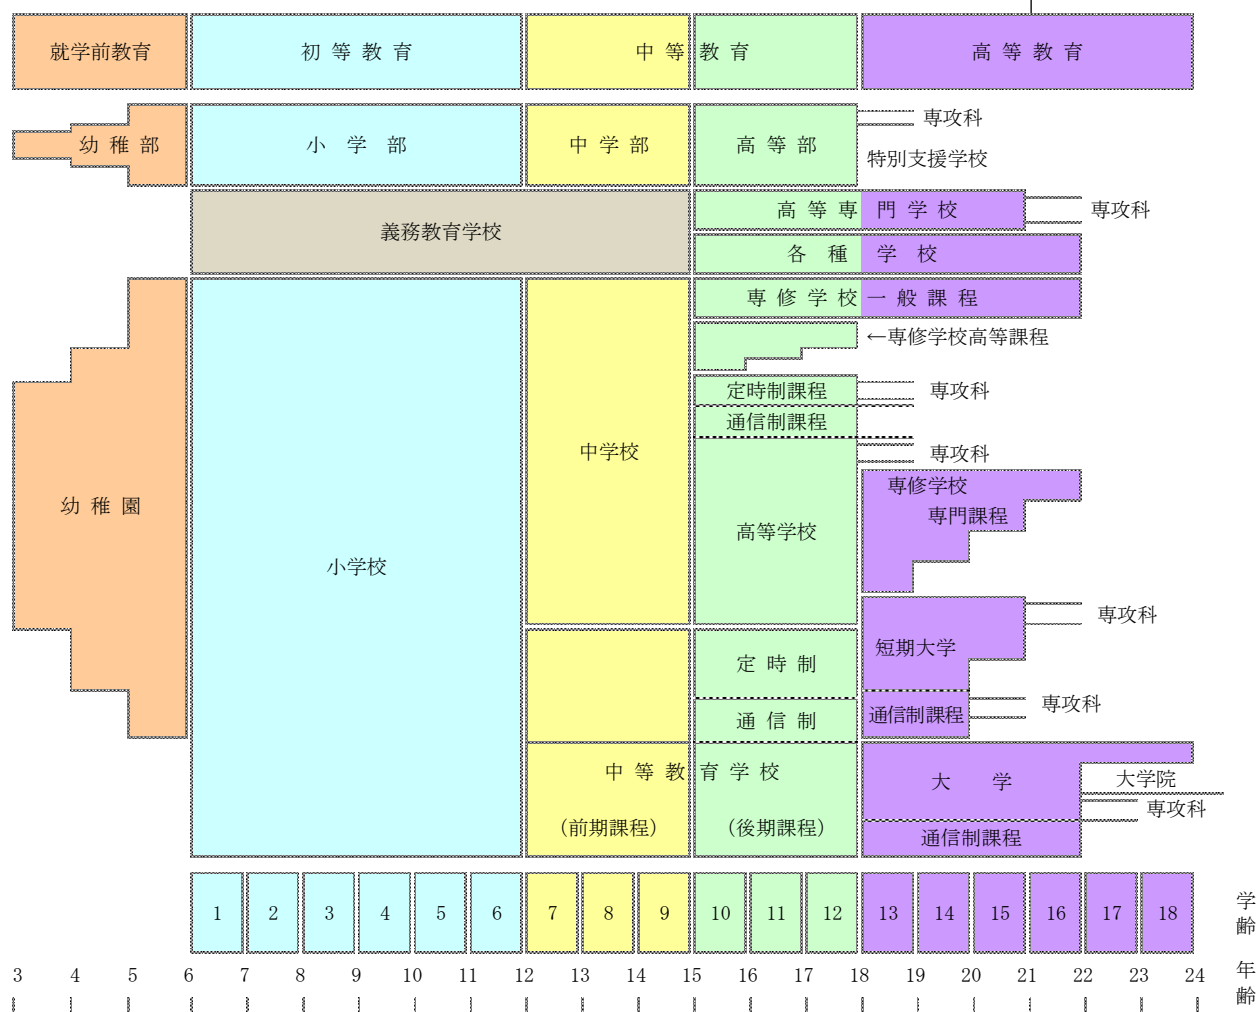 就学前教育
初等教育
中等教育
高等教育
幼稚部
小学部
中学部
高等部
専攻科
特別支援学校
義務教育学校
高等専門学校
専攻科
各種学校
専修学校一般課程
←専修学校高等課程
定時制課程
専攻科
通信制課程
中学校
専攻科
専修学校
幼稚園
専門課程
高等学校
小学校
専攻科
短期大学
定時制
専攻科
通信制
通信制課程
中等教育学校
大学
大学院
専攻科
(前期課程)
(後期課程)
通信制課程
1 2 3 4 5 6 7 8 9 10 11 12 13 14 15 16 17 18
学齢
3 4 5 6 7 8 9 10 11 12 13 14 15 16 17 18 19 20 21 22 23 24
年齢